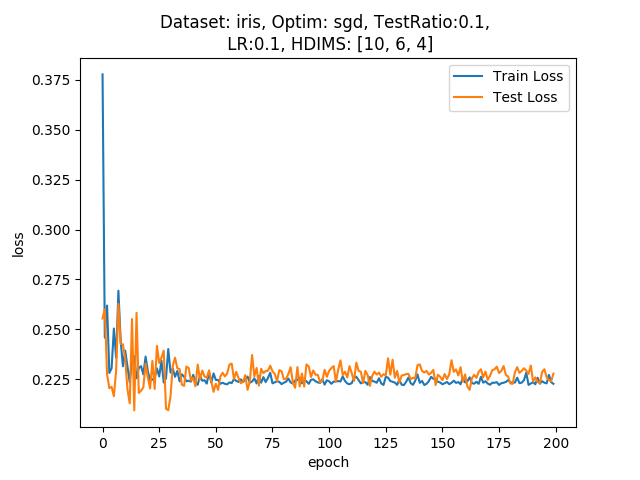 Dataset: iris, Optim: sgd, TestRatio:0.1,
LR:0.1, HDIMS: [10, 6, 4]
Train Loss
Test Loss
0.375
0.350
0.325
0.300
0.275
0.250
0.225
loss
0 25 50 75 100 125 150 175 200
epoch